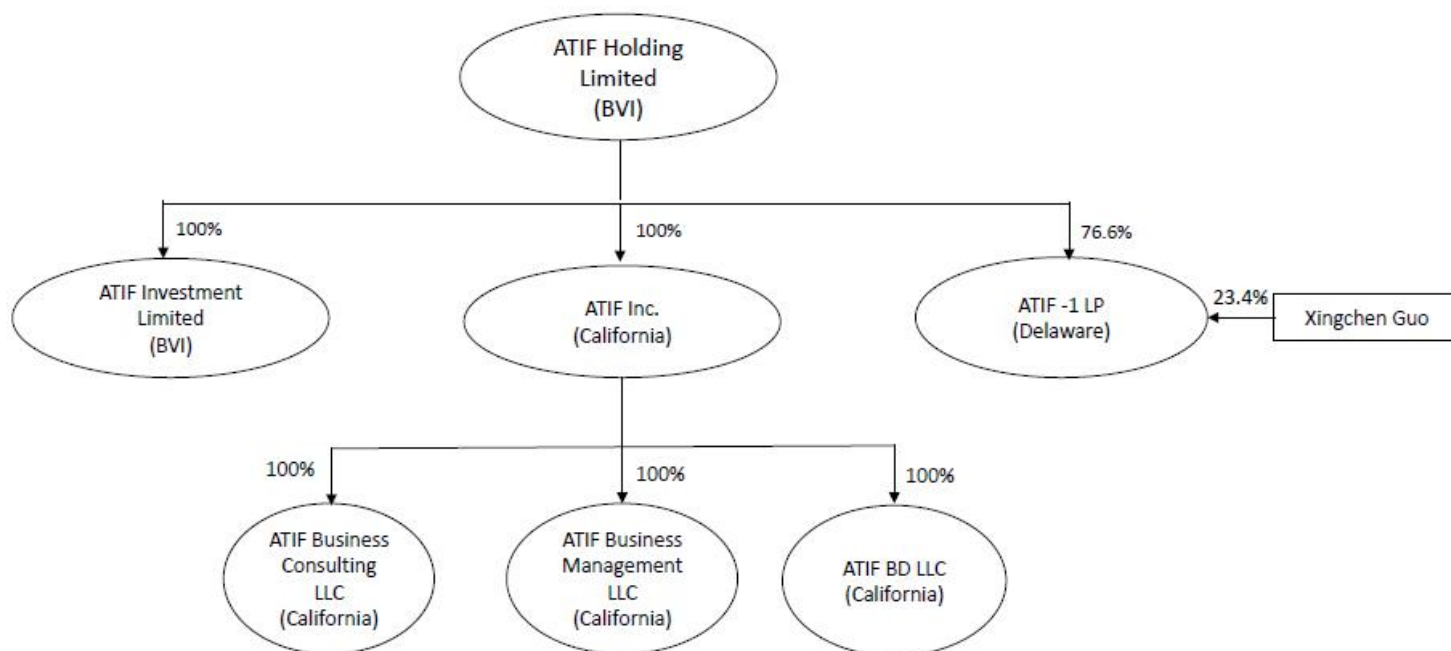 ATIF Holding
Limited
(BVI)
100%
100%
76.6%
ATIF Investment
Limited
(BVI)
ATIF Inc.
(California)
ATIF -1 LP
(Delaware)
23.4%
Xingchen Guo
100%
100%
100%
ATIF Business
Consulting
LLC
(California)
ATIF Business
Management
LLC
(California)
ATIF BD LLC
(California)